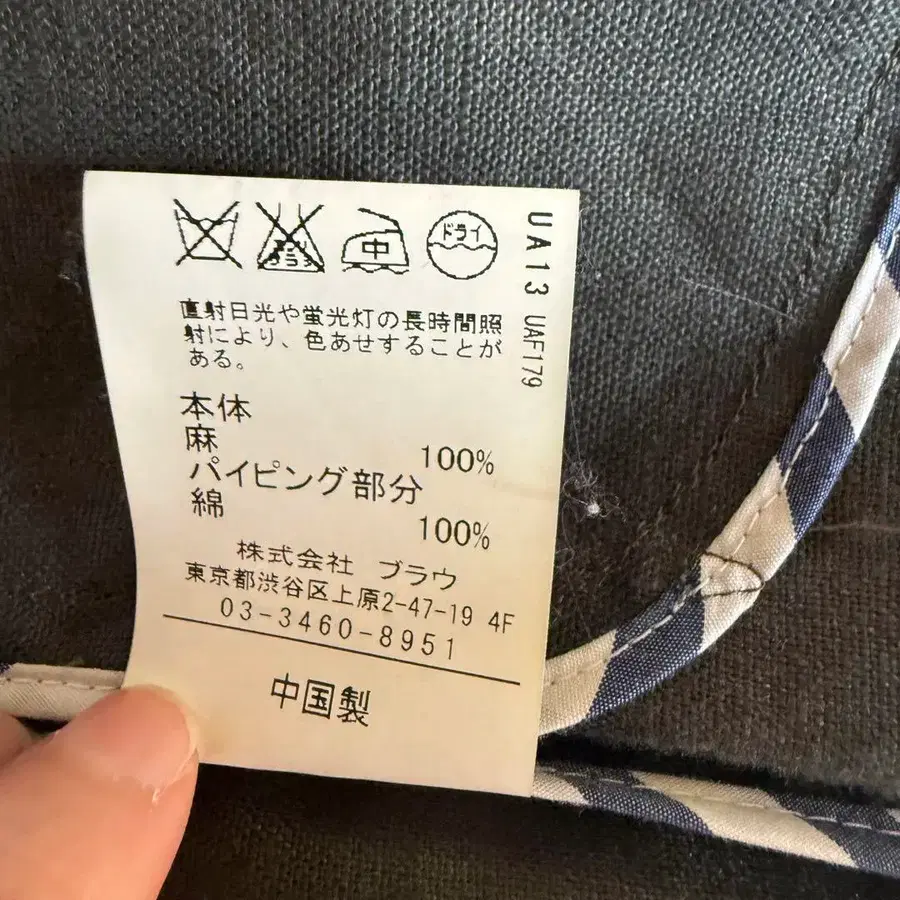 中
ドライ
UA13 UAF179
直射日光や蛍光灯の長時間照
射により、色あせすることが
ある。
本体
麻 100%
パイピング部分
綿 100%
株式会社 ブラウ
東京都渋谷区上原2-47-19 4F
03-3460-8951
中国製